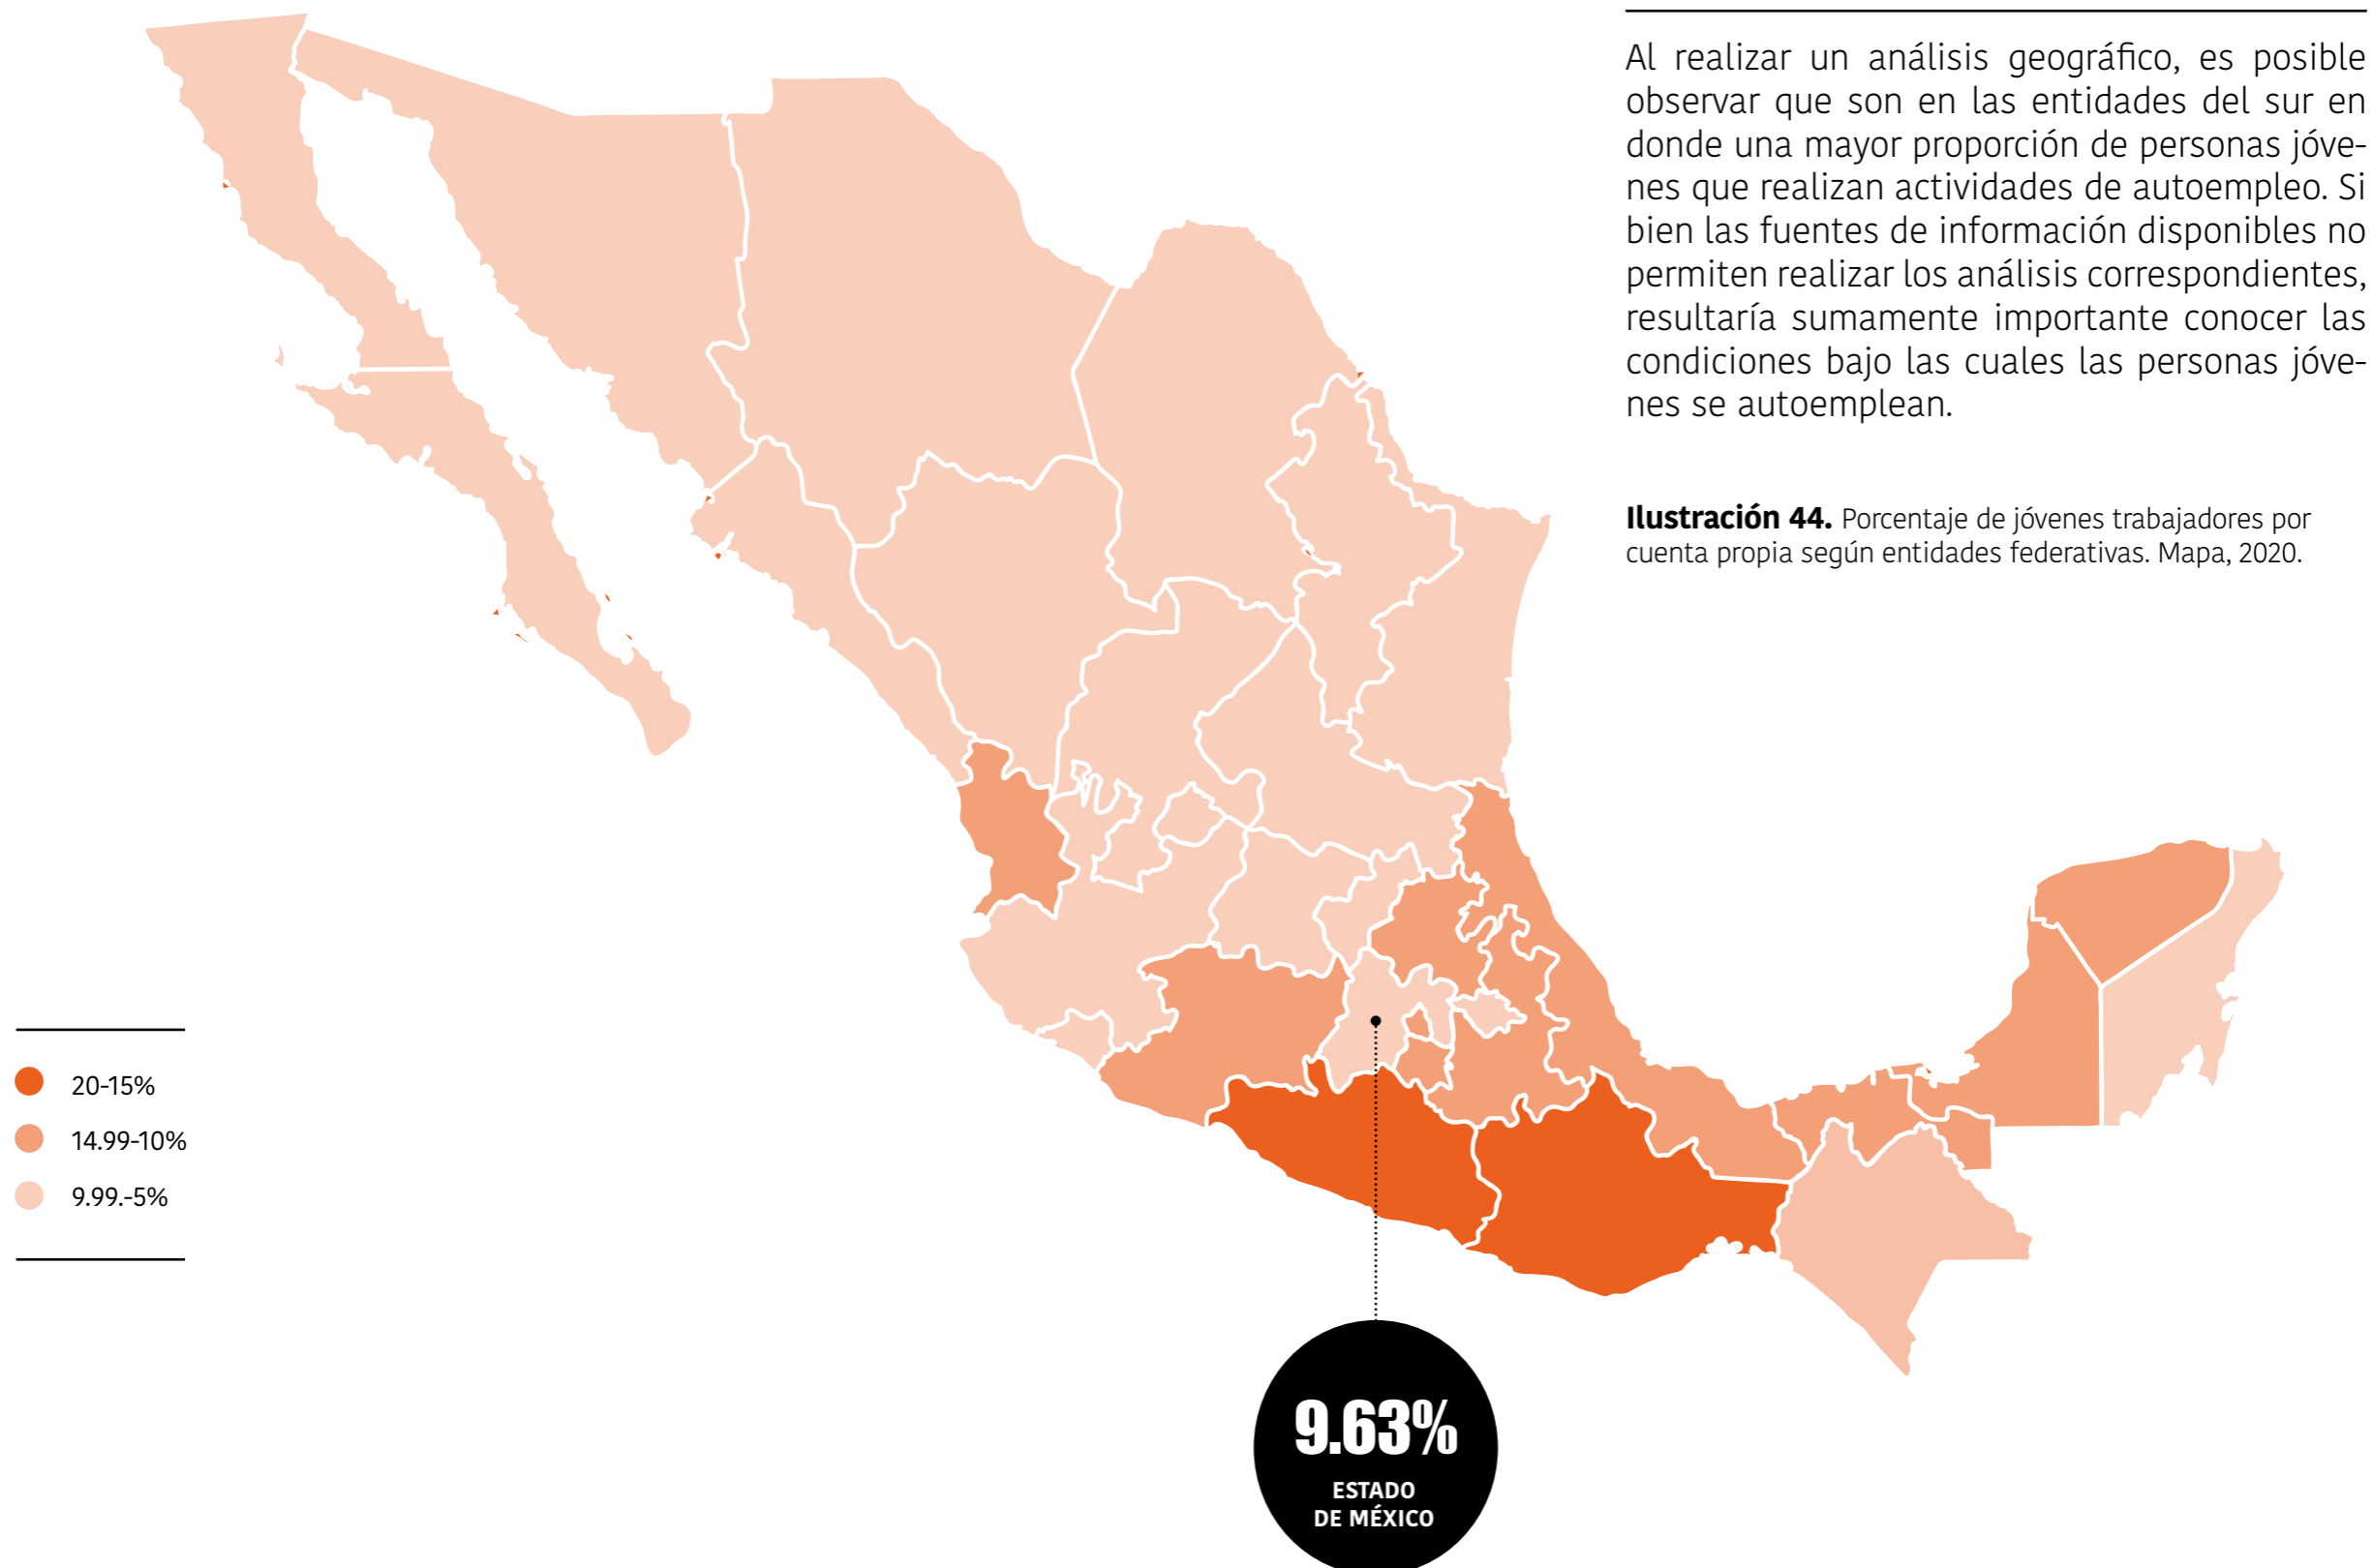 Al realizar un análisis geográfico, es posible
observar que son en las entidades del sur en
donde una mayor proporción de personas jóve-
nes que realizan actividades de autoempleo. Si
bien las fuentes de información disponibles no
permiten realizar los análisis correspondientes,
resultaría sumamente importante conocer las
condiciones bajo las cuales las personas jóve-
nes se autoemplean.
Ilustración 44. Porcentaje de jóvenes trabajadores por
cuenta propia según entidades federativas. Mapa, 2020.
20-15%
14.99-10%
9.99.-5%
9.63%
ESTADO
DE MÉXICO